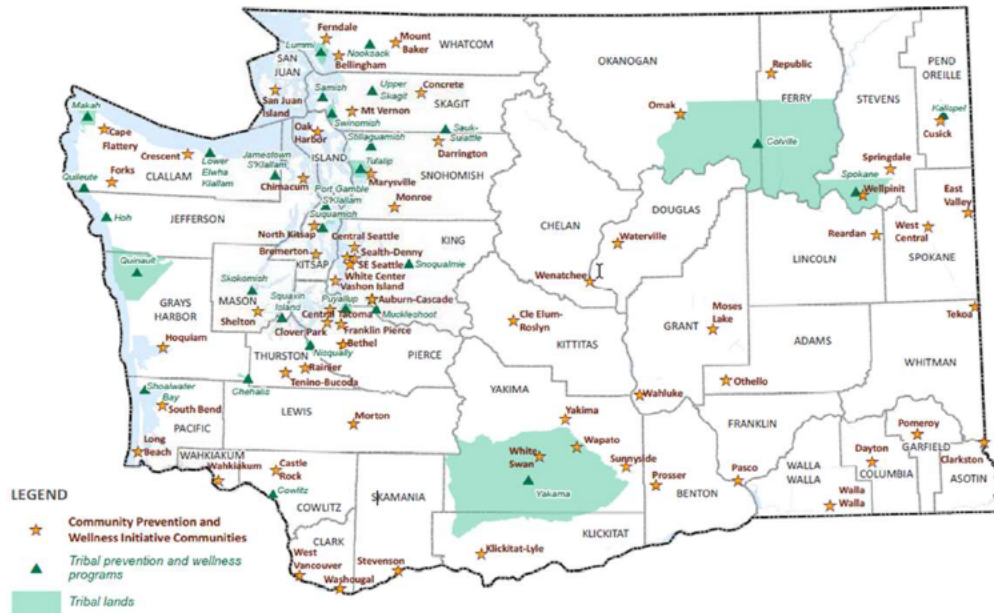 Ferndale
Mount
Baker
WHATCOM
Lummi
Nooksack
Bellingham
SAN
JUAN
OKANOGAN
PEND
OREILLE
Republic
San Juan
Island
Samish
Upper
Skagit
Concrete
SKAGIT
FERRY
STEVENS
Mt Vernon
Makah
Cape
Flattery
Oak
Harbor
Swinomish
Stillaguamish
Sauk-
Suiattle
Omak
Kalispel
Cusick
Crescent
Lower
Elwha
Klallam
Jamestown
S'Klallam
ISLAND
Tulalip
Darrington
Colville
Forks
CLALLAM
Chimacum
Marysville
SNOHOMISH
Springdale
Quileute
Port Gamble
S'Klallam
Monroe
Spokane
Wellpinit
East
Valley
Hoh
JEFFERSON
Suquamish
CHELAN
DOUGLAS
North Kitsap
Central Seattle
KING
Waterville
Reardan
West
Central
Bremerton
Sealth-Denny
SE Seattle
Snoqualmie
LINCOLN
SPOKANE
Quinault
KITSAP
White Center
Vashon Island
Wenatchee
Skokomish
MASON
Squaxin
Island
Puyallup
Auburn-Cascade
Muckleshoot
GRAYS
HARBOR
Shelton
Central Tacoma
Clover Park
Franklin Pierce
Cle Elum-
Roslyn
Moses
Lake
GRANT
Tekoa
Hoquiam
Bethel
PIERCE
KITTITAS
ADAMS
THURSTON
Nisqually
Rainier
Tenino-Bucoda
WHITMAN
Shoalwater
Bay
Chehalis
YAKIMA
Othello
Wahluke
South Bend
PACIFIC
LEWIS
Morton
Yakima
FRANKLIN
Pomeroy
GARFIELD
Long
Beach
WAHKIAKUM
Wahkiakum
Castle
Rock
White
Swan
Wapato
Sunnyside
Prosser
Pasco
Dayton
COLUMBIA
Clarkston
ASOTIN
Cowlitz
COWLITZ
SKAMANIA
Yakama
BENTON
WALLA
WALLA
Walla
Walla
CLARK
KLICKITAT
West
Vancouver
Stevenson
Klickitat-Lyle
Washougal
LEGEND
Community Prevention and
Wellness Initiative Communities
Tribal prevention and wellness
programs
Tribal lands